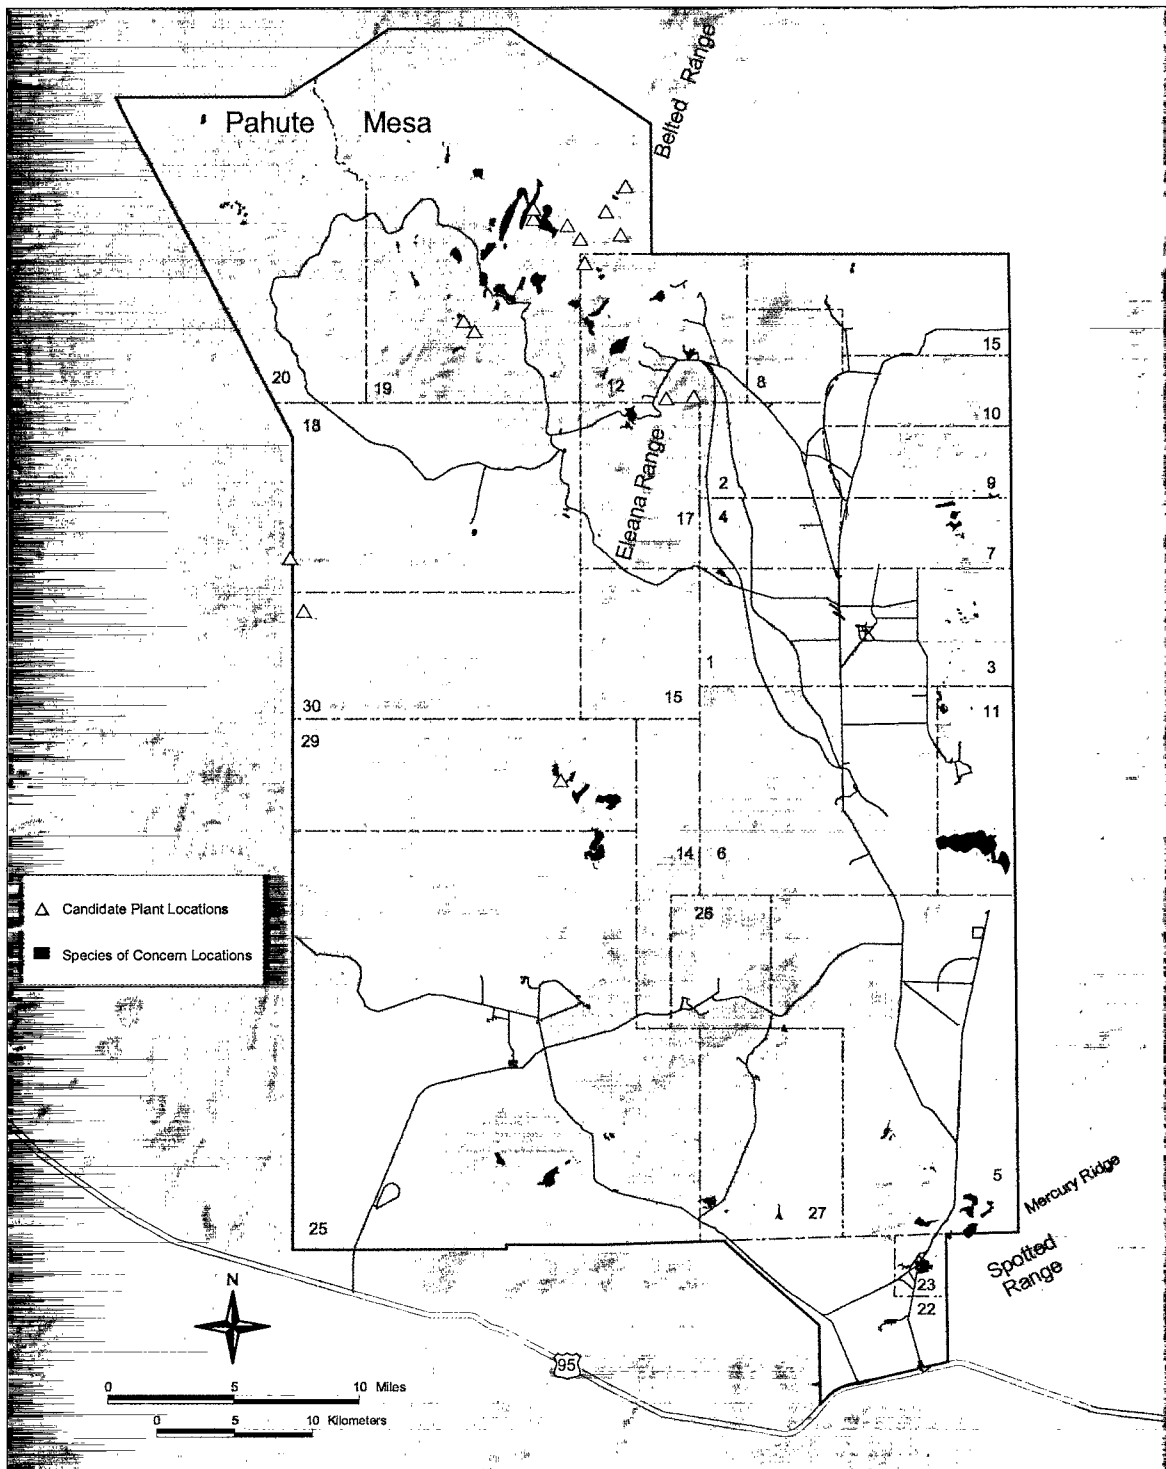 Belted Range
Pahute Mesa
20
19
12
8
15
18
10
Eleana Range
2
9
17
4
7
1
3
15
30
11
29
14
6
Candidate Plant Locations
26
Species of Concern Locations
5
Mercury Ridge
25
27
Spotted
Range
N
23
22
95
0 5 10 Miles
0 5 10 Kilometers